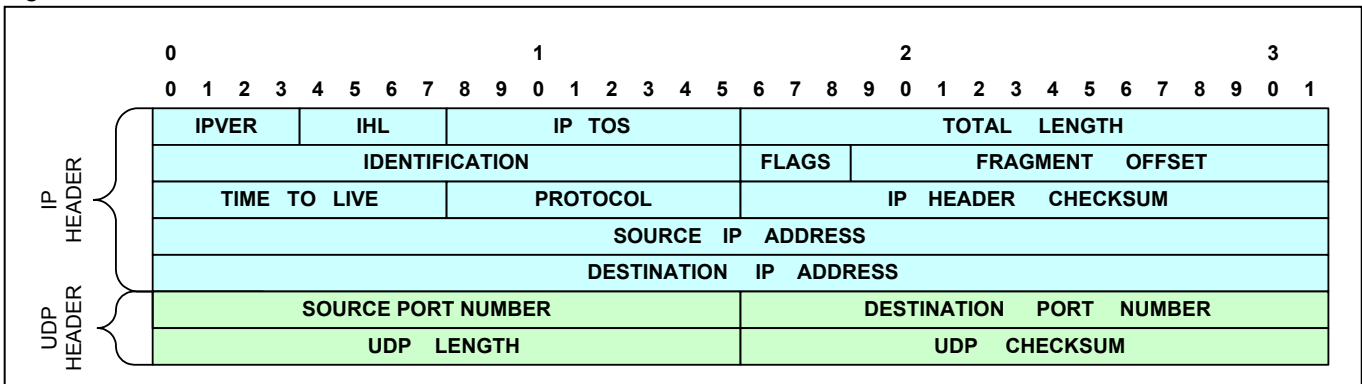 0 1 2 3
0 1 2 3 4 5 6 7 8 9 0 1 2 3 4 5 6 7 8 9 0 1 2 3 4 5 6 7 8 9 0 1
IP HEADER
IPVER IHL IP TOS TOTAL LENGTH
IDENTIFICATION FLAGS FRAGMENT OFFSET
TIME TO LIVE PROTOCOL IP HEADER CHECKSUM
SOURCE IP ADDRESS
DESTINATION IP ADDRESS
UDP HEADER
SOURCE PORT NUMBER DESTINATION PORT NUMBER
UDP LENGTH UDP CHECKSUM